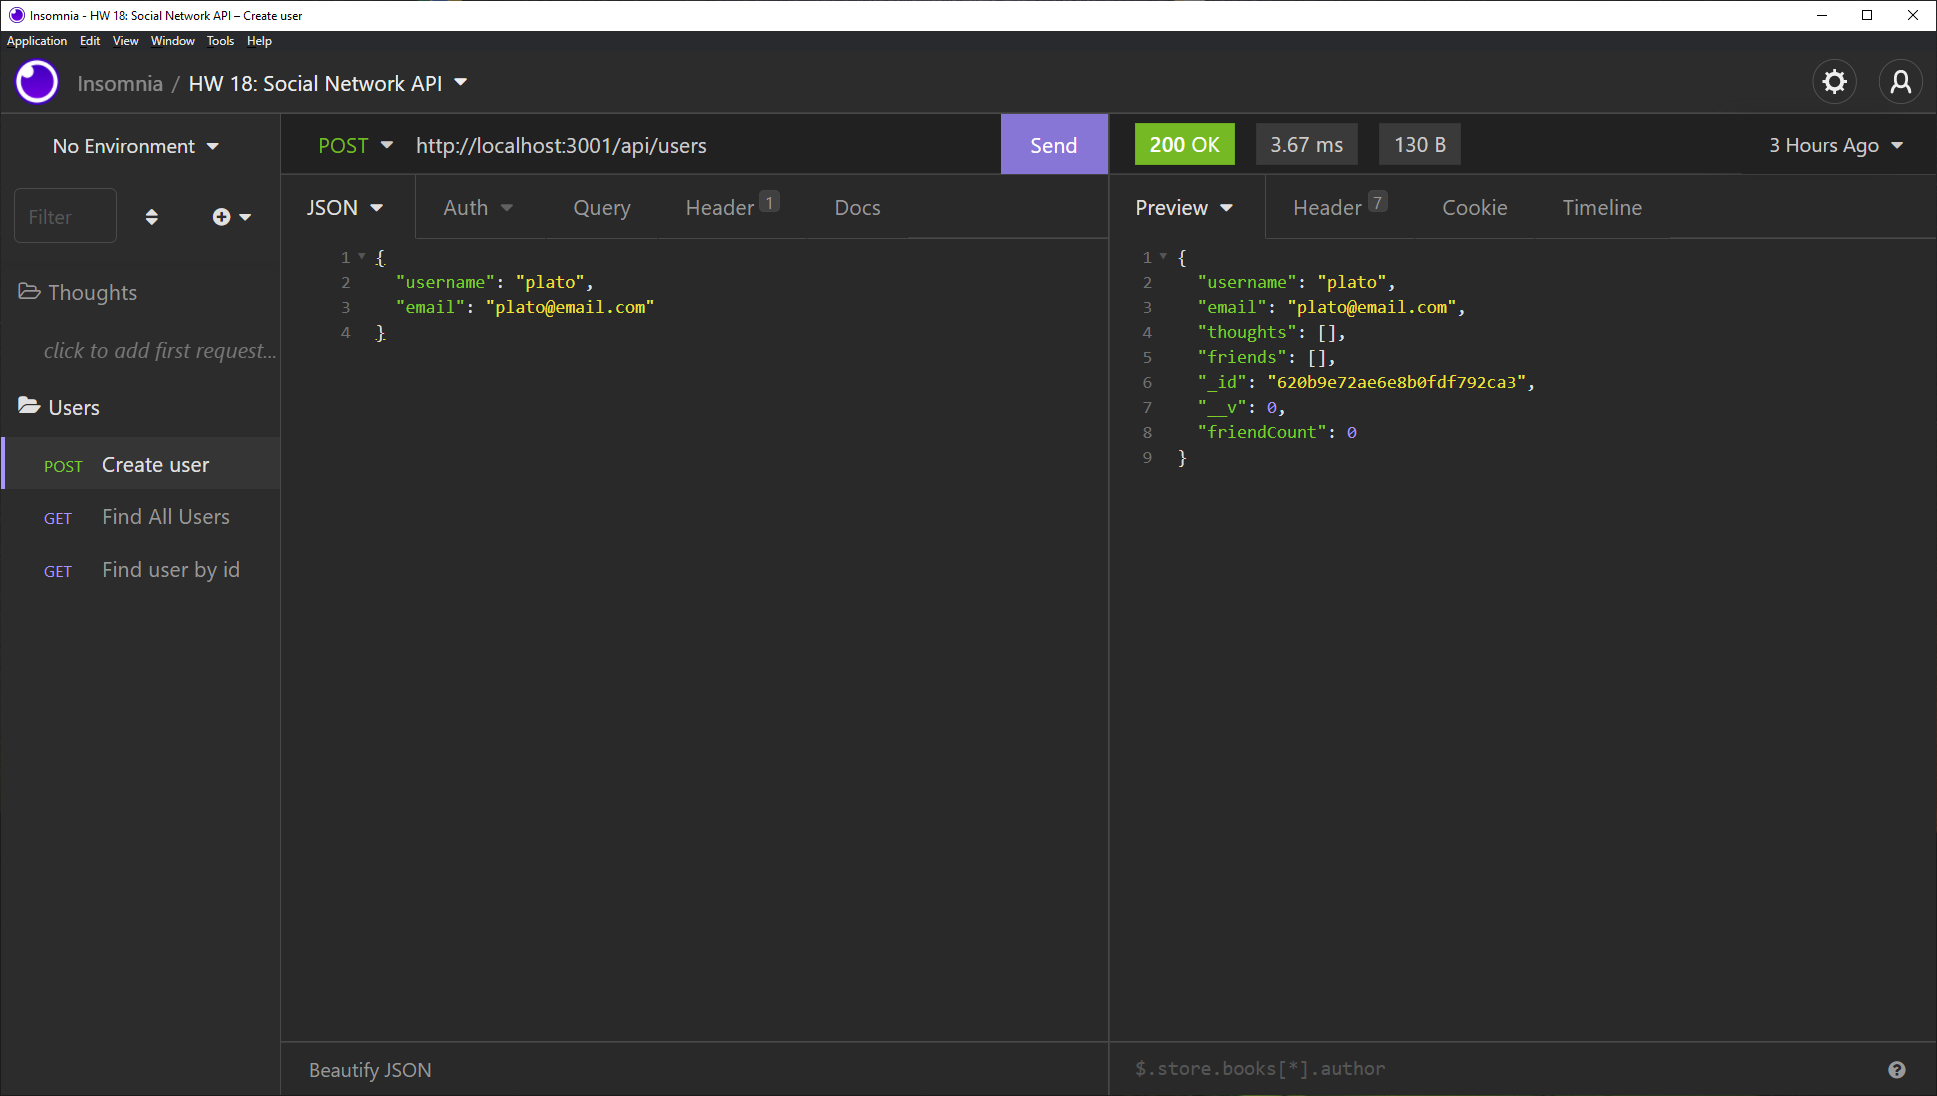 Insomnia - HW 18: Social Network API – Create user
Application Edit View Window Tools Help
Insomnia / HW 18: Social Network API
No Environment
Filter
Thoughts
click to add first request...
Users
POST Create user
GET Find All Users
GET Find user by id
POST http://localhost:3001/api/users Send
JSON Auth Query Header 1 Docs
1 {
2 "username": "plato",
3 "email": "plato@email.com"
4 }
Beautify JSON
200 OK 3.67 ms 130 B 3 Hours Ago
Preview Header 7 Cookie Timeline
1 {
2 "username": "plato",
3 "email": "plato@email.com",
4 "thoughts": [],
5 "friends": [],
6 "_id": "620b9e72ae6e8b0fdf792ca3",
7 "__v": 0,
8 "friendCount": 0
9 }
$.store.books[*].author